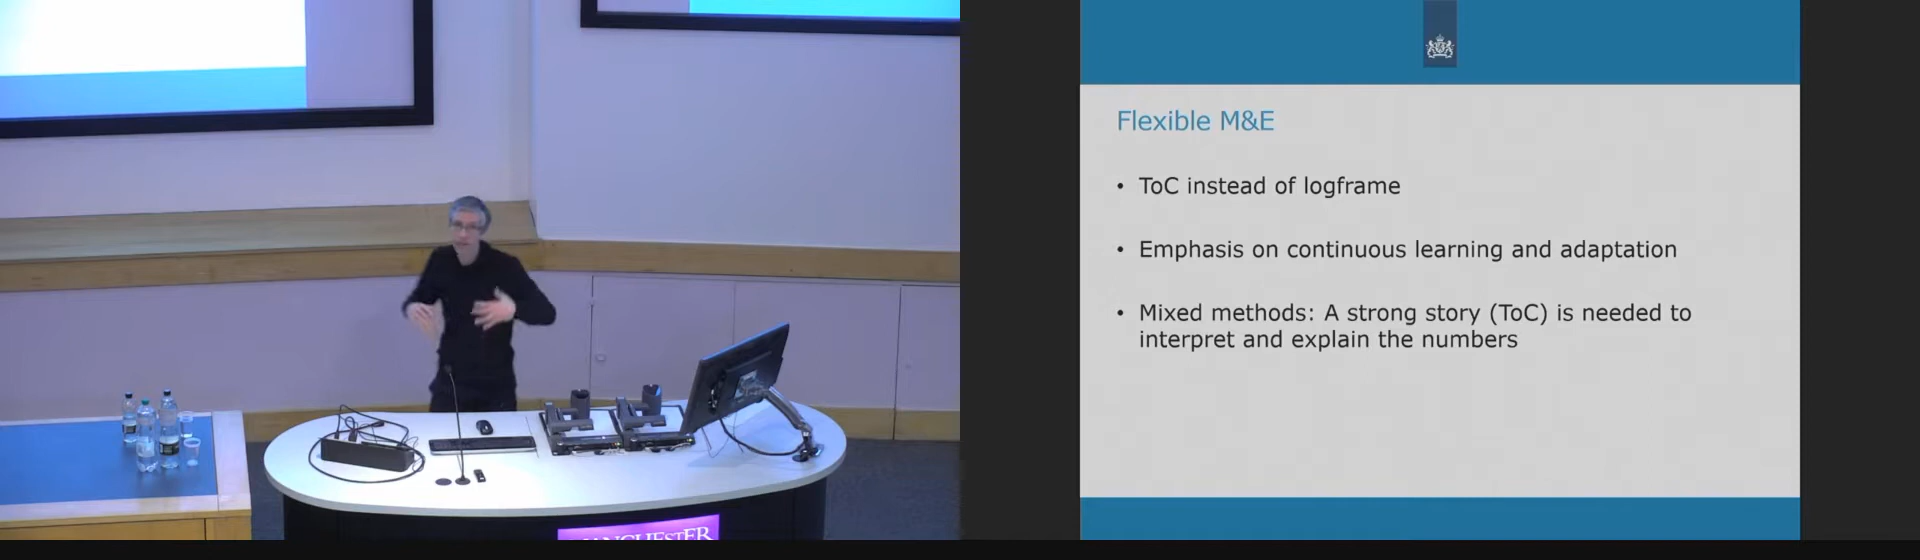 Flexible M&E
• ToC instead of logframe
• Emphasis on continuous learning and adaptation
• Mixed methods: A strong story (ToC) is needed to
interpret and explain the numbers
MANCHESTER